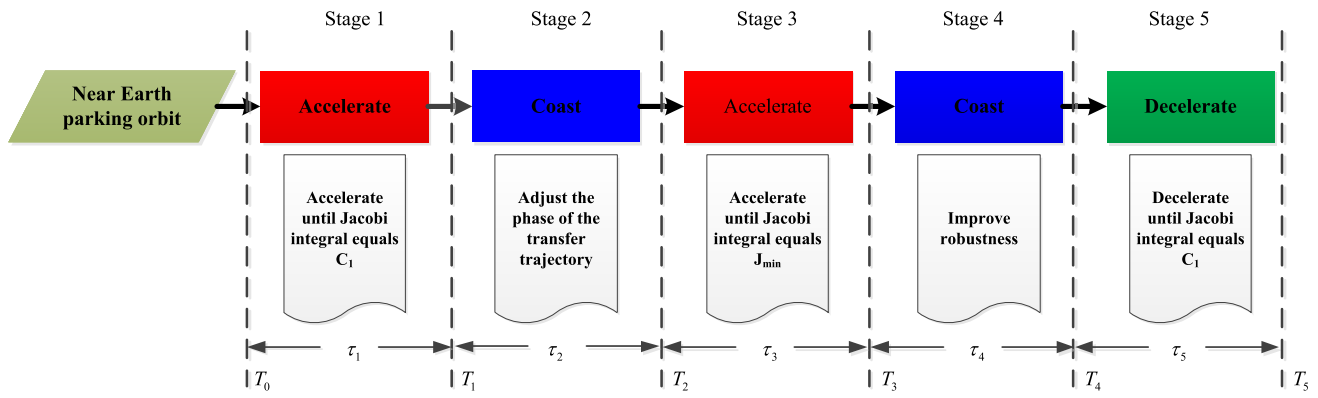 Stage 1
Stage 2
Stage 3
Stage 4
Stage 5
Near Earth
parking orbit
Accelerate
Coast
Accelerate
Coast
Decelerate
Accelerate
until Jacobi
integral equals
C₁
Adjust the
phase of the
transfer
trajectory
Accelerate
until Jacobi
integral equals
Jmin
Improve
robustness
Decelerate
until Jacobi
integral equals
C₁
τ₁
τ₂
τ₃
τ₄
τ₅
T₀
T₁
T₂
T₃
T₄
T₅